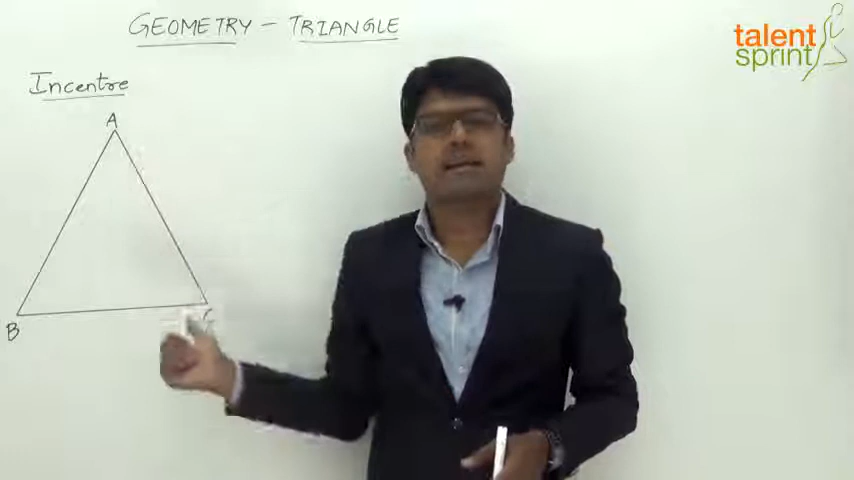 GEOMETRY - TRIANGLE
talent
sprint
Incentre
A
B